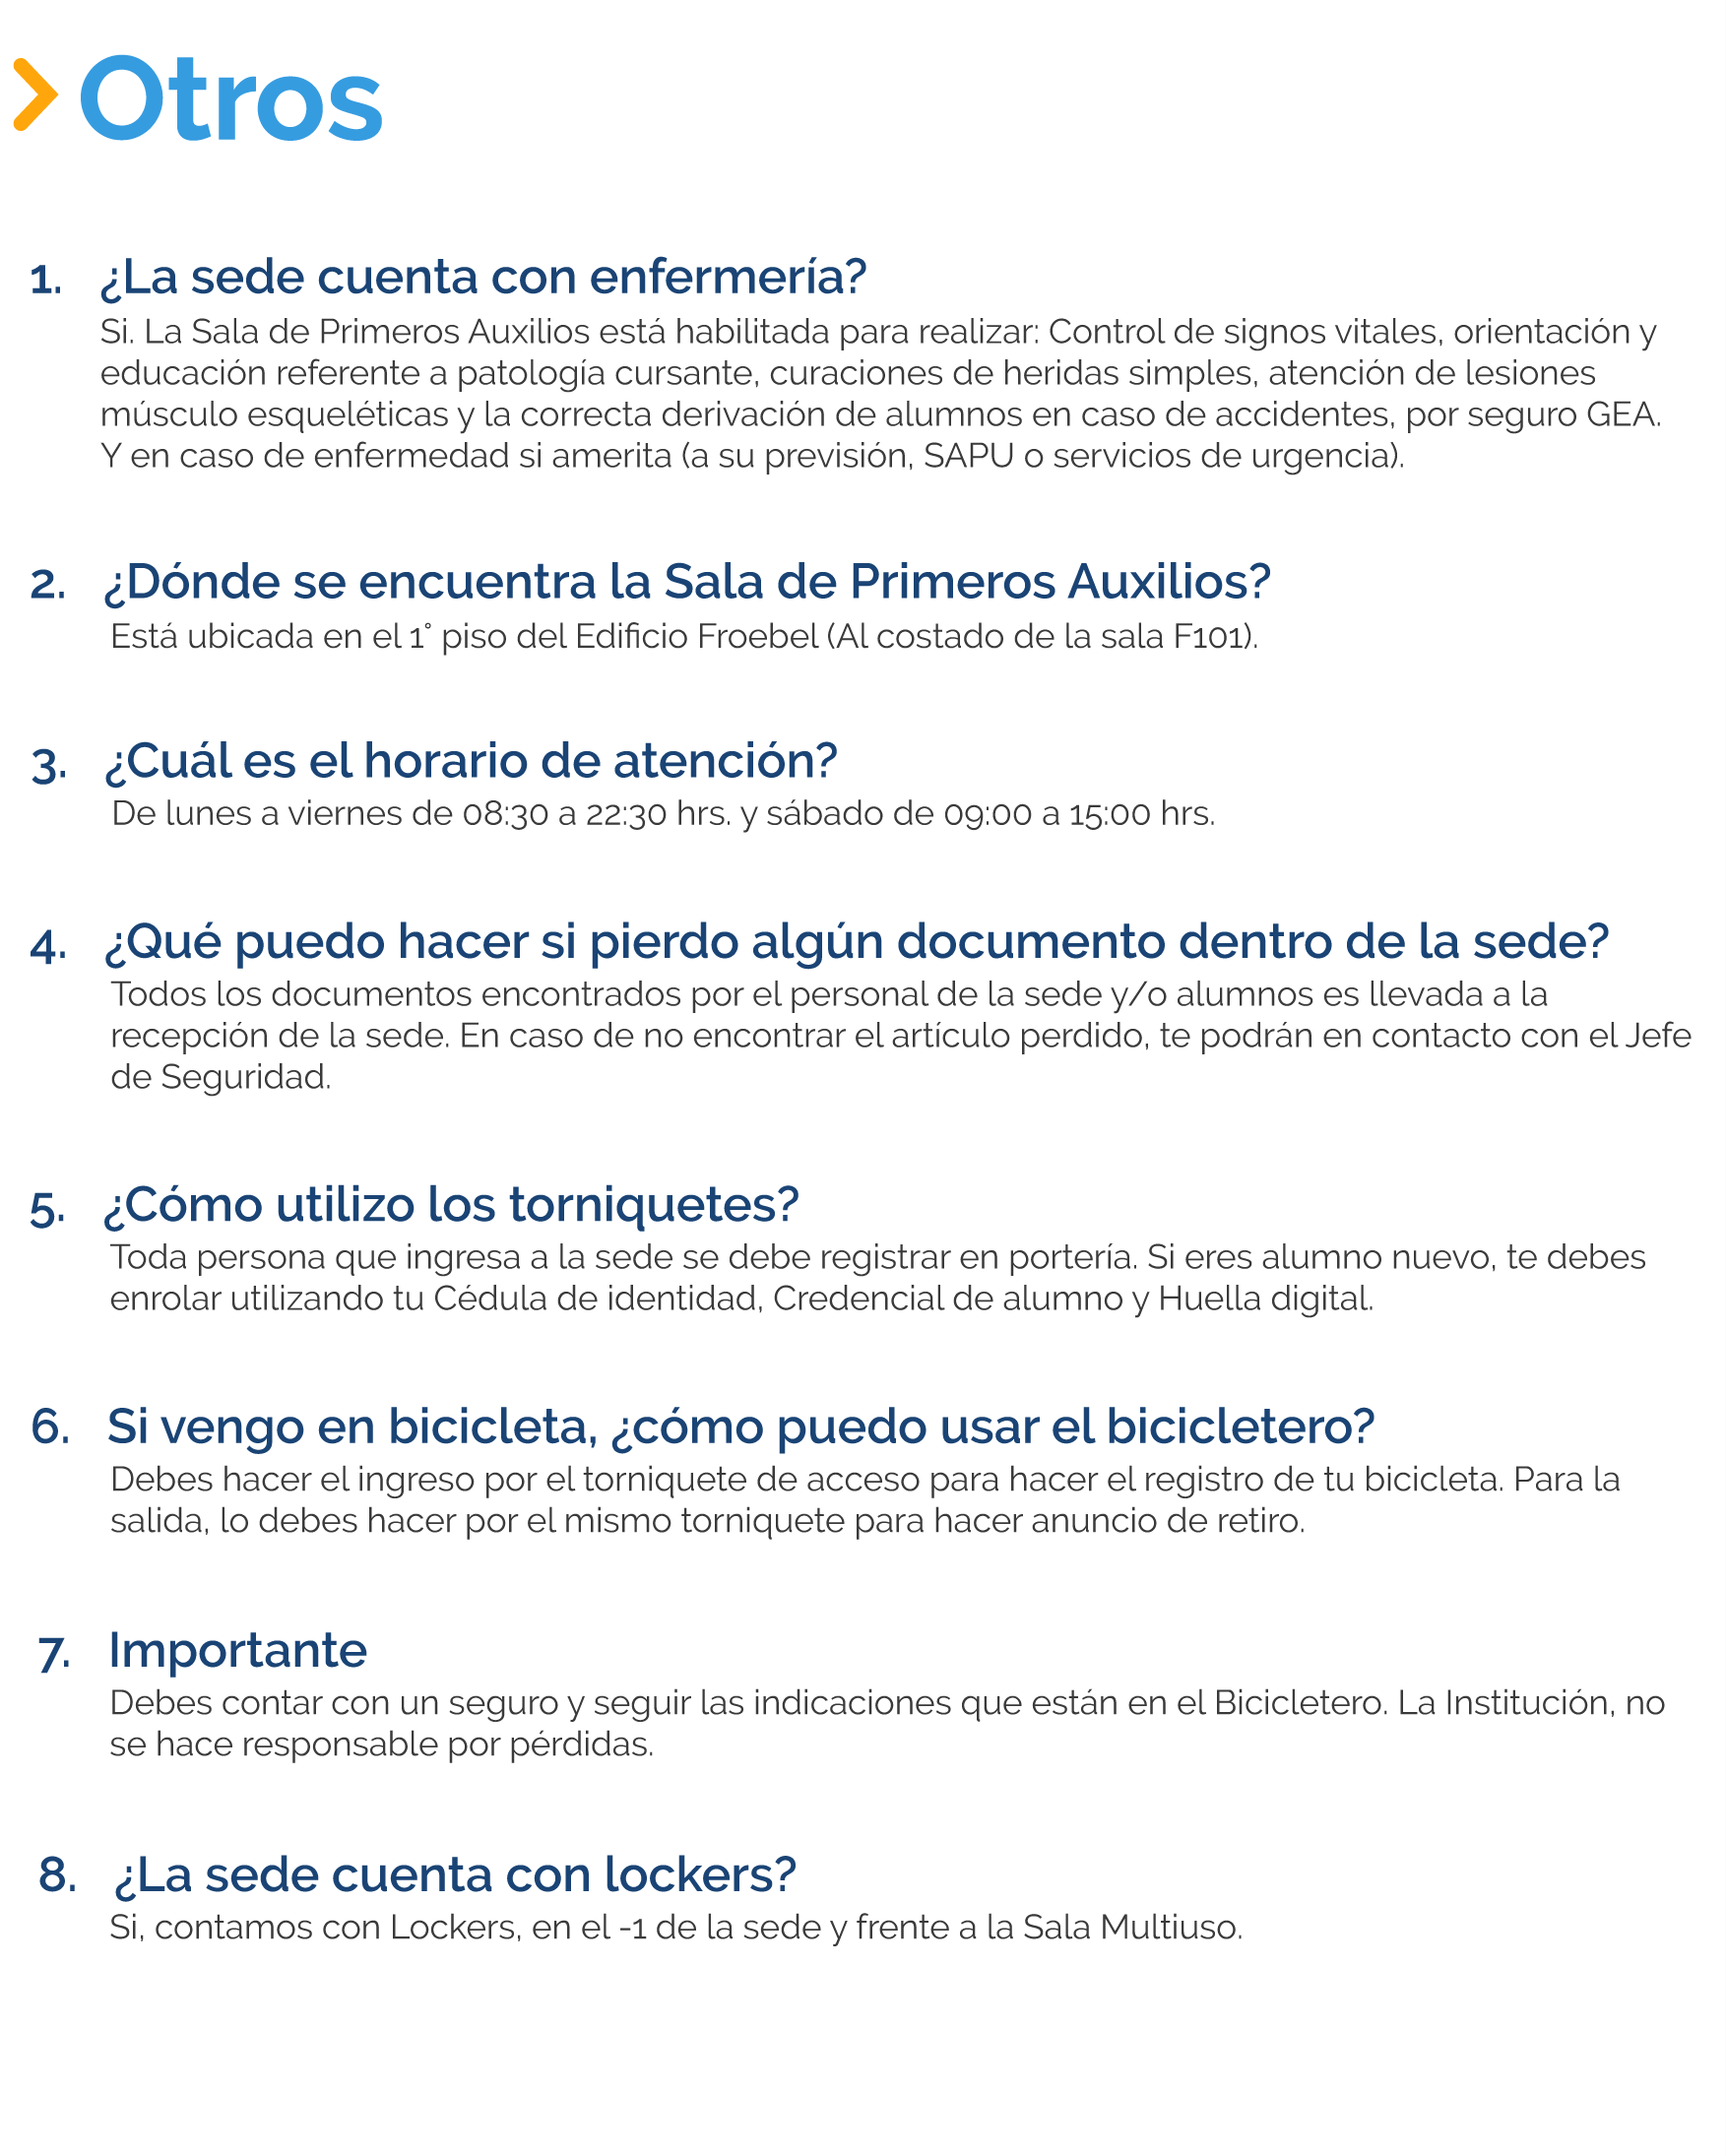 Otros
1. ¿La sede cuenta con enfermería?
Si. La Sala de Primeros Auxilios está habilitada para realizar: Control de signos vitales, orientación y
educación referente a patología cursante, curaciones de heridas simples, atención de lesiones
músculo esqueléticas y la correcta derivación de alumnos en caso de accidentes, por seguro GEA.
Y en caso de enfermedad si amerita (a su previsión, SAPU o servicios de urgencia).
2. ¿Dónde se encuentra la Sala de Primeros Auxilios?
Está ubicada en el 1° piso del Edificio Froebel (Al costado de la sala F101).
3. ¿Cuál es el horario de atención?
De lunes a viernes de 08:30 a 22:30 hrs. y sábado de 09:00 a 15:00 hrs.
4. ¿Qué puedo hacer si pierdo algún documento dentro de la sede?
Todos los documentos encontrados por el personal de la sede y/o alumnos es llevada a la
recepción de la sede. En caso de no encontrar el artículo perdido, te podrán en contacto con el Jefe
de Seguridad.
5. ¿Cómo utilizo los torniquetes?
Toda persona que ingresa a la sede se debe registrar en portería. Si eres alumno nuevo, te debes
enrolar utilizando tu Cédula de identidad, Credencial de alumno y Huella digital.
6. Si vengo en bicicleta, ¿cómo puedo usar el bicicletero?
Debes hacer el ingreso por el torniquete de acceso para hacer el registro de tu bicicleta. Para la
salida, lo debes hacer por el mismo torniquete para hacer anuncio de retiro.
7. Importante
Debes contar con un seguro y seguir las indicaciones que están en el Bicicletero. La Institución, no
se hace responsable por pérdidas.
8. ¿La sede cuenta con lockers?
Si, contamos con Lockers, en el -1 de la sede y frente a la Sala Multiuso.